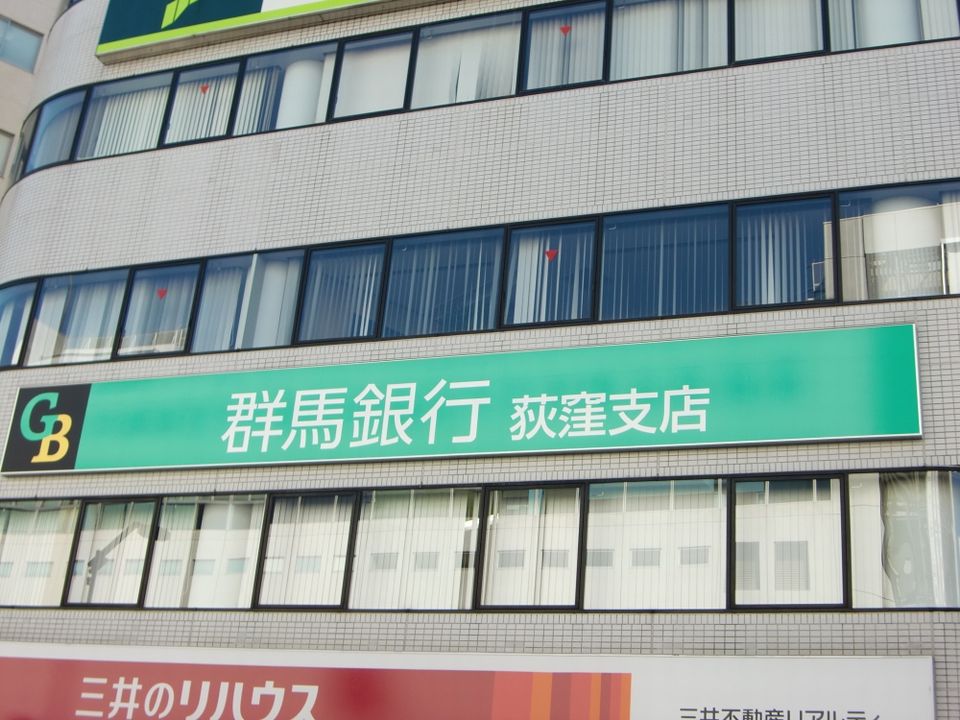 GB
群馬銀行 荻窪支店
三井のリハウス
三井不動産リアルティ